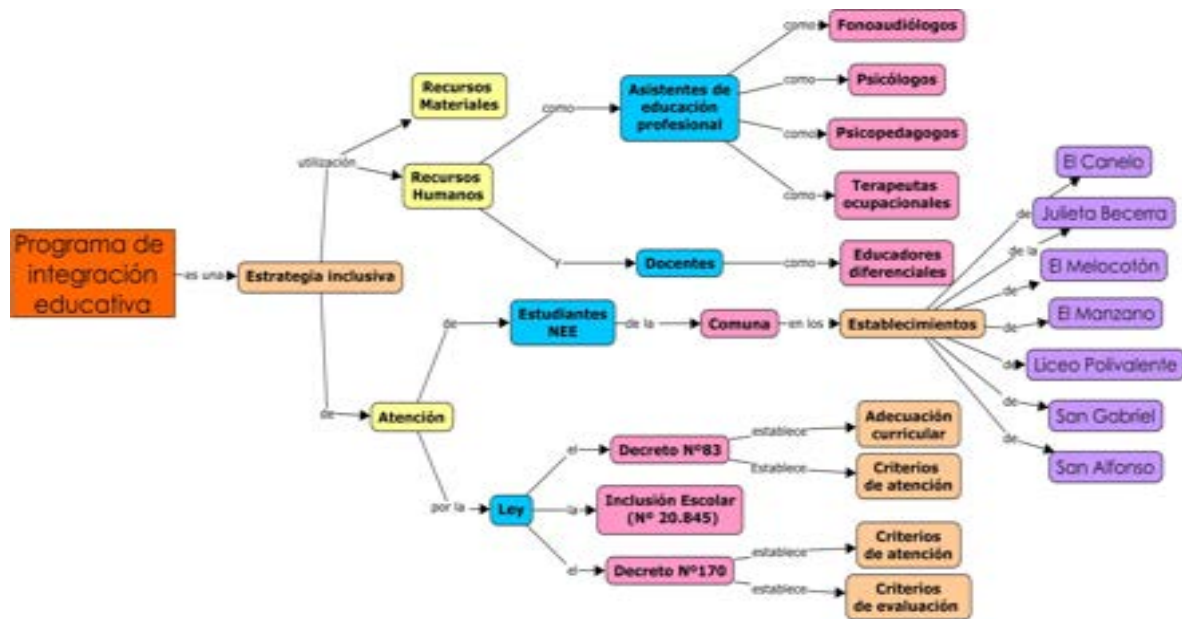 Programa de
integración
educativa
es una
Estrategia inclusiva
utilización
Recursos
Materiales
Recursos
Humanos
como
Asistentes de
educación
profesional
como
Fonoaudiólogos
como
Psicólogos
como
Psicopedagogos
como
Terapeutas
ocupacionales
y
Docentes
como
Educadores
diferenciales
de
Atención
de
Estudiantes
NEE
de la
Comuna
en los
Establecimientos
de
El Canelo
de la
Julieta Becerra
de
El Melocotón
de
El Manzano
de
Liceo Polivalente
de
San Gabriel
de
San Alfonso
por la
Ley
el
Decreto Nº83
establece
Adecuación
curricular
Establece
Criterios
de atención
la
Inclusión Escolar
(Nº 20.845)
el
Decreto Nº170
establece
Criterios
de atención
establece
Criterios
de evaluación